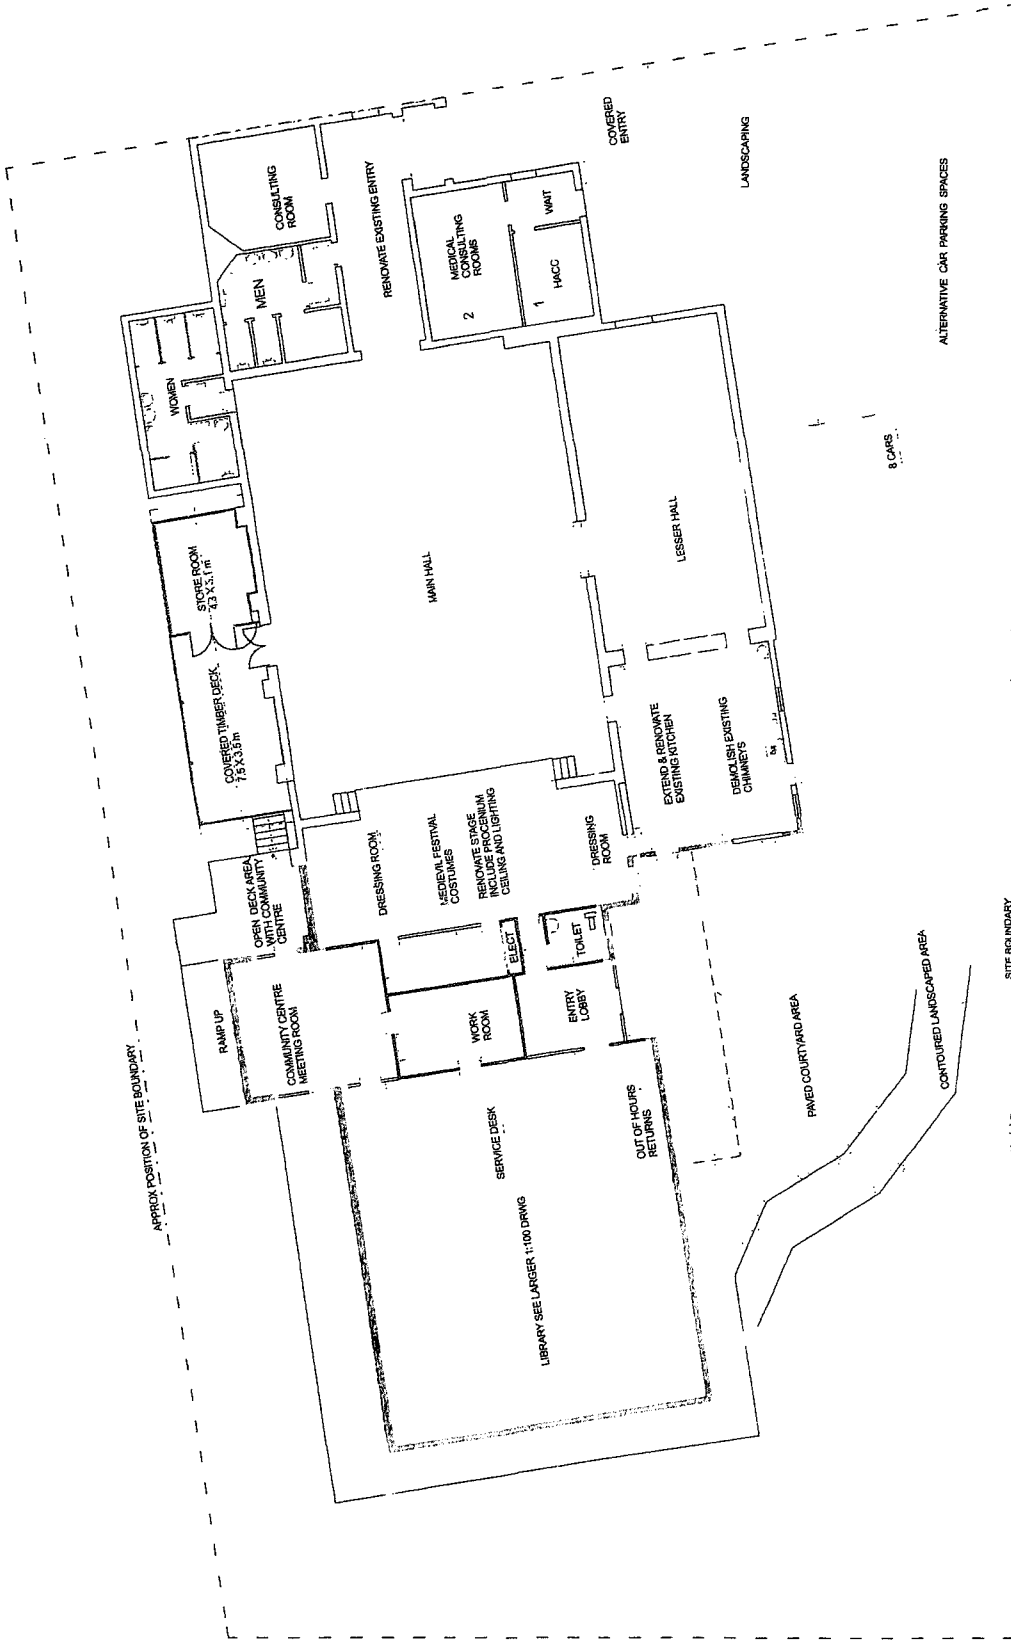 APPROX POSITION OF SITE BOUNDARY
RAMP UP
OPEN DECK AREA
WITH COMMUNITY
CENTRE
COMMUNITY CENTRE
MEETING ROOM
COVERED TIMBER DECK
7.5 X 3.6 m
STORE ROOM
4.3 X 3.1 m
WOMEN
MEN
CONSULTING
ROOM
RENOVATE EXISTING ENTRY
MEDICAL
CONSULTING
ROOMS
2
1
HACC
WAIT
COVERED
ENTRY
LANDSCAPING
ALTERNATIVE CAR PARKING SPACES
8 CARS
MAIN HALL
LESSER HALL
DRESSING ROOM
MEDIEVIL FESTIVAL
COSTUMES
RENOVATE STAGE
INCLUDE PROCENIUM
CEILING AND LIGHTING
DRESSING
ROOM
EXTEND & RENOVATE
EXISTING KITCHEN
DEMOLISH EXISTING
CHIMNEYS
ELECT
TOILET
WORK
ROOM
ENTRY
LOBBY
SERVICE DESK
OUT OF HOURS
RETURNS
LIBRARY SEE LARGER 1:100 DRWG
PAVED COURTYARD AREA
CONTOURED LANDSCAPED AREA
SITE BOUNDARY